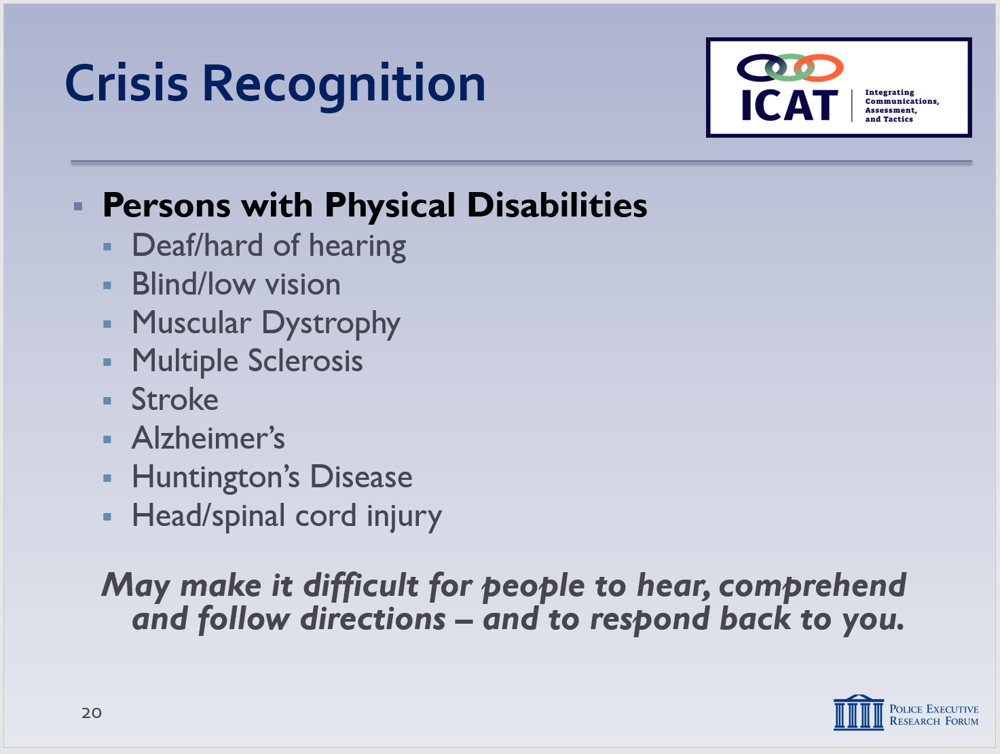 Crisis Recognition
ICAT
Integrating
Communications,
Assessment,
and Tactics
Persons with Physical Disabilities
Deaf/hard of hearing
Blind/low vision
Muscular Dystrophy
Multiple Sclerosis
Stroke
Alzheimer’s
Huntington’s Disease
Head/spinal cord injury
May make it difficult for people to hear, comprehend
and follow directions – and to respond back to you.
20
POLICE EXECUTIVE
RESEARCH FORUM